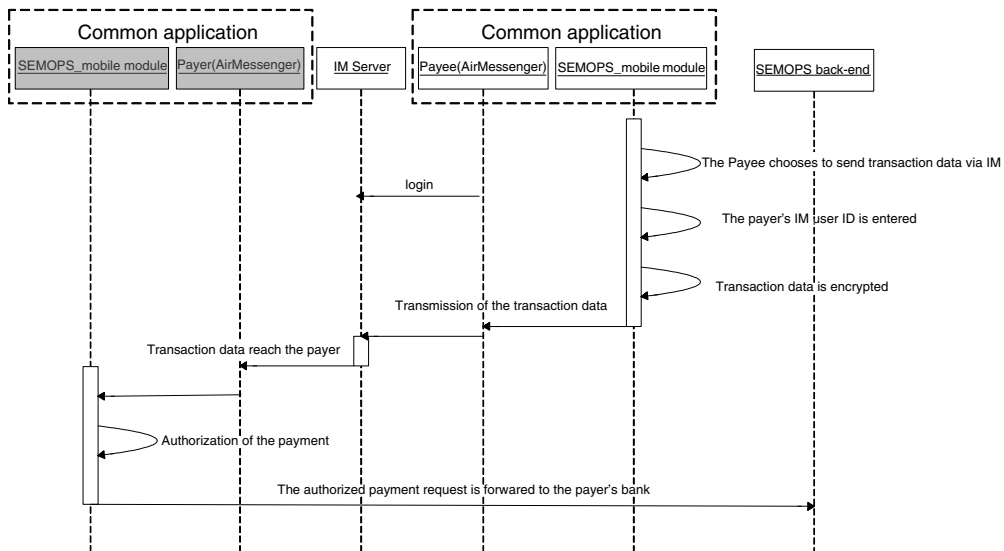 Common application
Common application
SEMOPS_mobile module
Payer(AirMessenger)
IM Server
Payee(AirMessenger)
SEMOPS_mobile module
SEMOPS back-end
The Payee chooses to send transaction data via IM
login
The payer's IM user ID is entered
Transaction data is encrypted
Transmission of the transaction data
Transaction data reach the payer
Authorization of the payment
The authorized payment request is forwared to the payer's bank